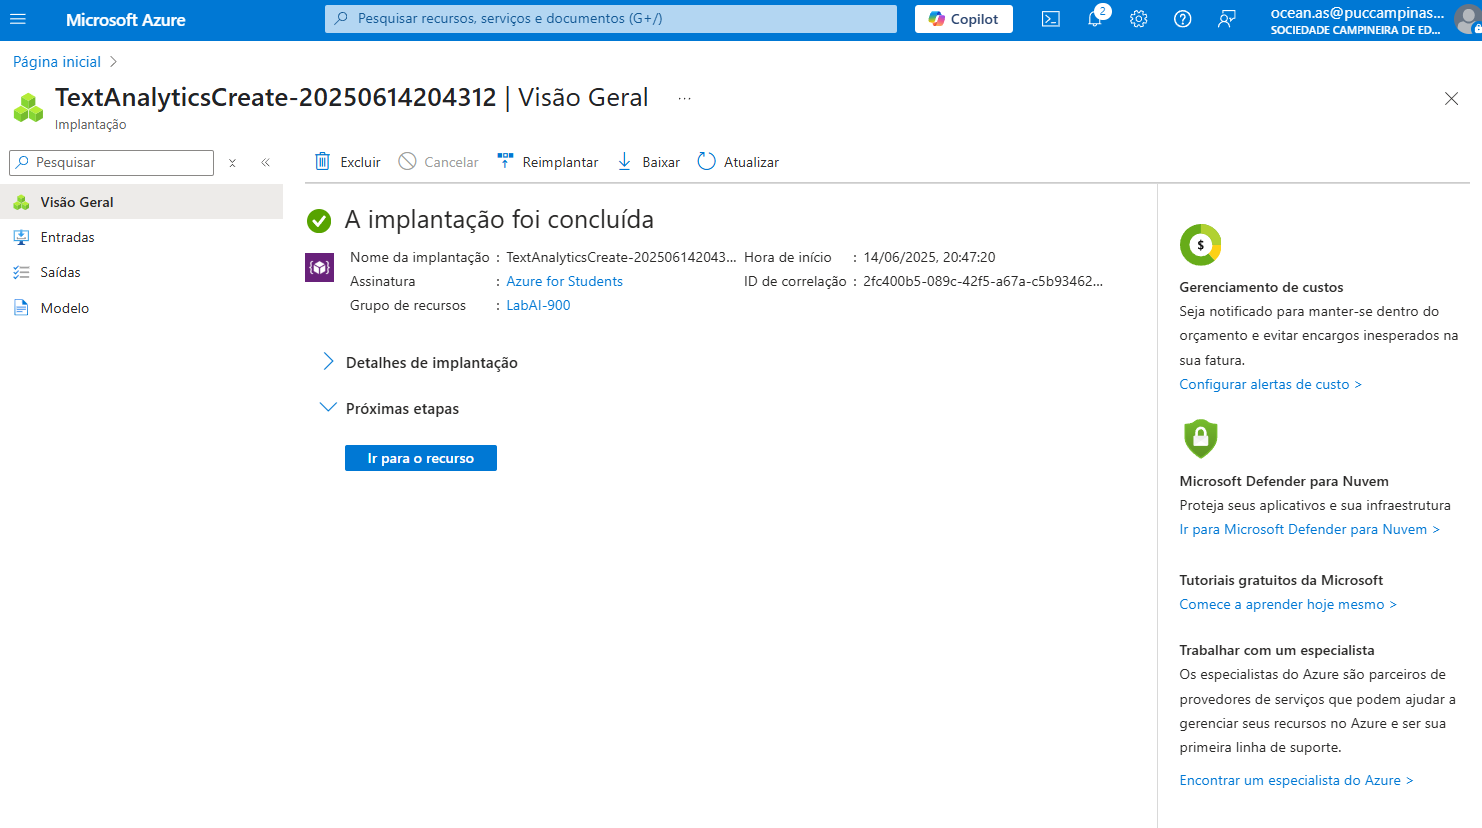 Microsoft Azure
Pesquisar recursos, serviços e documentos (G+/)
Copilot
2
ocean.as@puccampinas...
SOCIEDADE CAMPINEIRA DE ED...
Página inicial >
TextAnalyticsCreate-20250614204312 | Visão Geral ...
Implantação
Pesquisar
Visão Geral
Entradas
Saídas
Modelo
Excluir
Cancelar
Reimplantar
Baixar
Atualizar
A implantação foi concluída
Nome da implantação : TextAnalyticsCreate-202506142043...
Assinatura : Azure for Students
Grupo de recursos : LabAI-900
Hora de início : 14/06/2025, 20:47:20
ID de correlação : 2fc400b5-089c-42f5-a67a-c5b93462...
Detalhes de implantação
Próximas etapas
Ir para o recurso
$
Gerenciamento de custos
Seja notificado para manter-se dentro do
orçamento e evitar encargos inesperados na
sua fatura.
Configurar alertas de custo >
Microsoft Defender para Nuvem
Proteja seus aplicativos e sua infraestrutura
Ir para Microsoft Defender para Nuvem >
Tutoriais gratuitos da Microsoft
Comece a aprender hoje mesmo >
Trabalhar com um especialista
Os especialistas do Azure são parceiros de
provedores de serviços que podem ajudar a
gerenciar seus recursos no Azure e ser sua
primeira linha de suporte.
Encontrar um especialista do Azure >